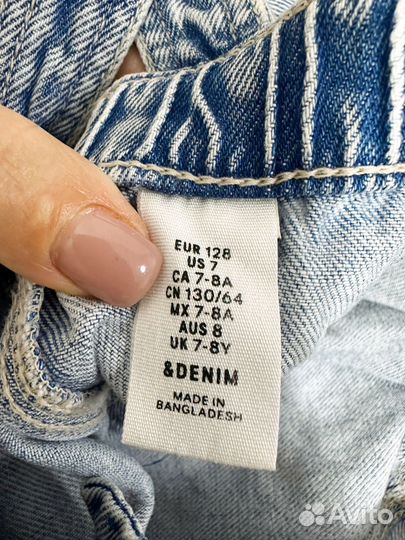 EUR 128
US 7
CA 7-8A
CN 130/64
MX 7-8A
AUS 8
UK 7-8Y
&DENIM
MADE IN
BANGLADESH
Avito